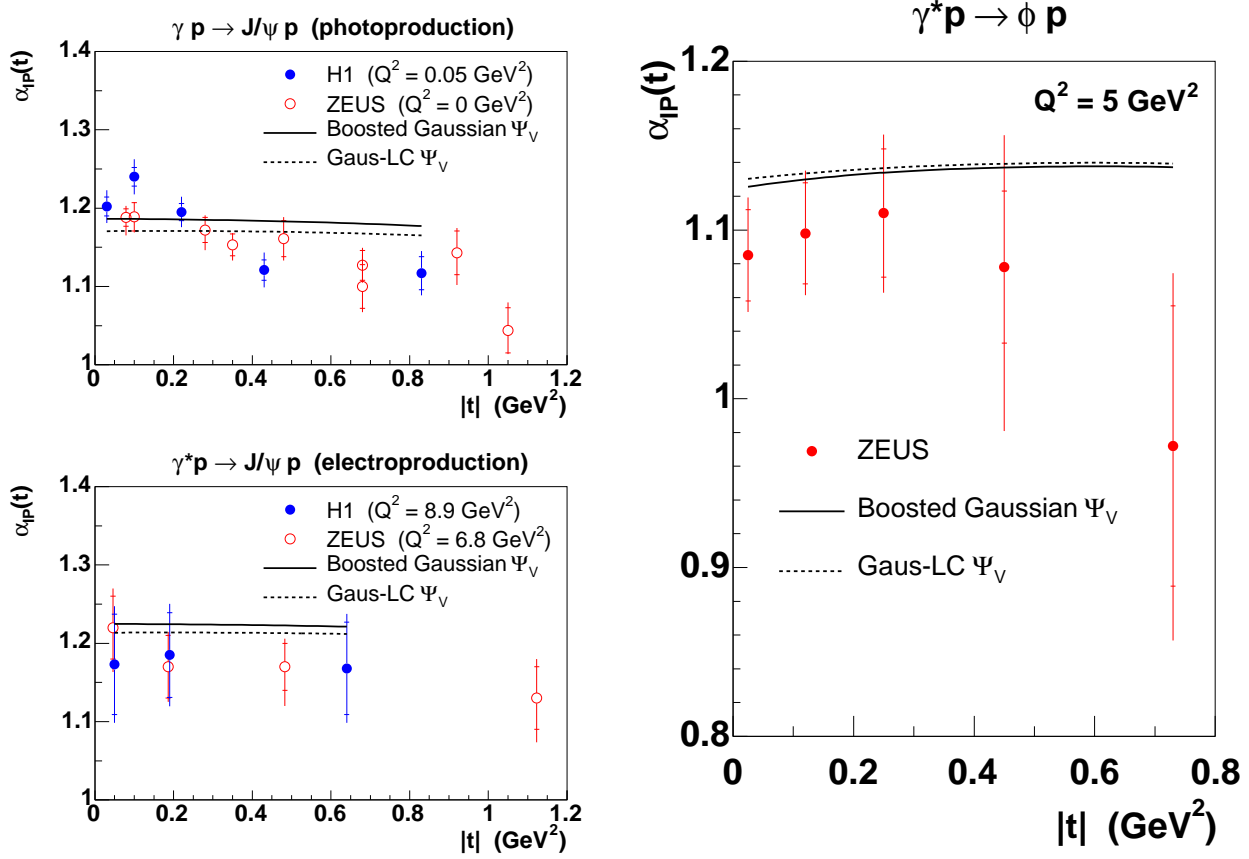 γ p → J/ψ p (photoproduction)
α_IP(t)
1.4
1.3
1.2
1.1
1
H1 (Q² = 0.05 GeV²)
ZEUS (Q² = 0 GeV²)
Boosted Gaussian Ψ_V
Gaus-LC Ψ_V
0 0.2 0.4 0.6 0.8 1 1.2
|t| (GeV²)
γ*p → J/ψ p (electroproduction)
α_IP(t)
1.4
1.3
1.2
1.1
1
H1 (Q² = 8.9 GeV²)
ZEUS (Q² = 6.8 GeV²)
Boosted Gaussian Ψ_V
Gaus-LC Ψ_V
0 0.2 0.4 0.6 0.8 1 1.2
|t| (GeV²)
γ*p → ϕ p
α_IP(t)
1.2
1.1
1
0.9
0.8
Q² = 5 GeV²
ZEUS
Boosted Gaussian Ψ_V
Gaus-LC Ψ_V
0 0.2 0.4 0.6 0.8
|t| (GeV²)